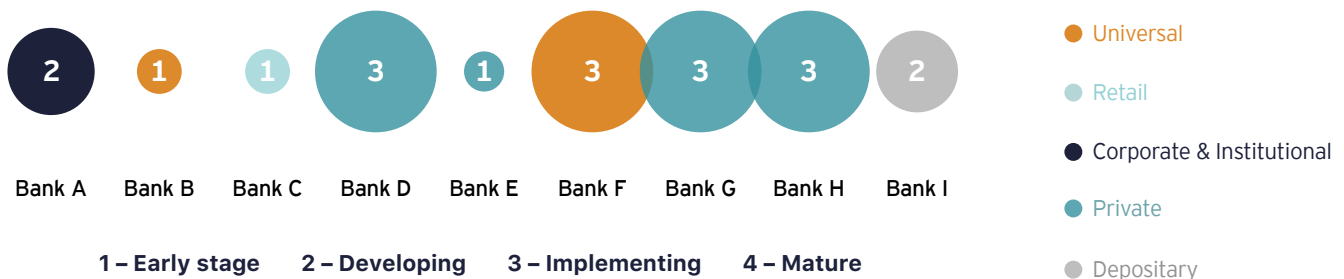 2 1 1 3 1 3 3 3 2
Bank A Bank B Bank C Bank D Bank E Bank F Bank G Bank H Bank I
1 – Early stage 2 – Developing 3 – Implementing 4 – Mature
Universal
Retail
Corporate & Institutional
Private
Depositary